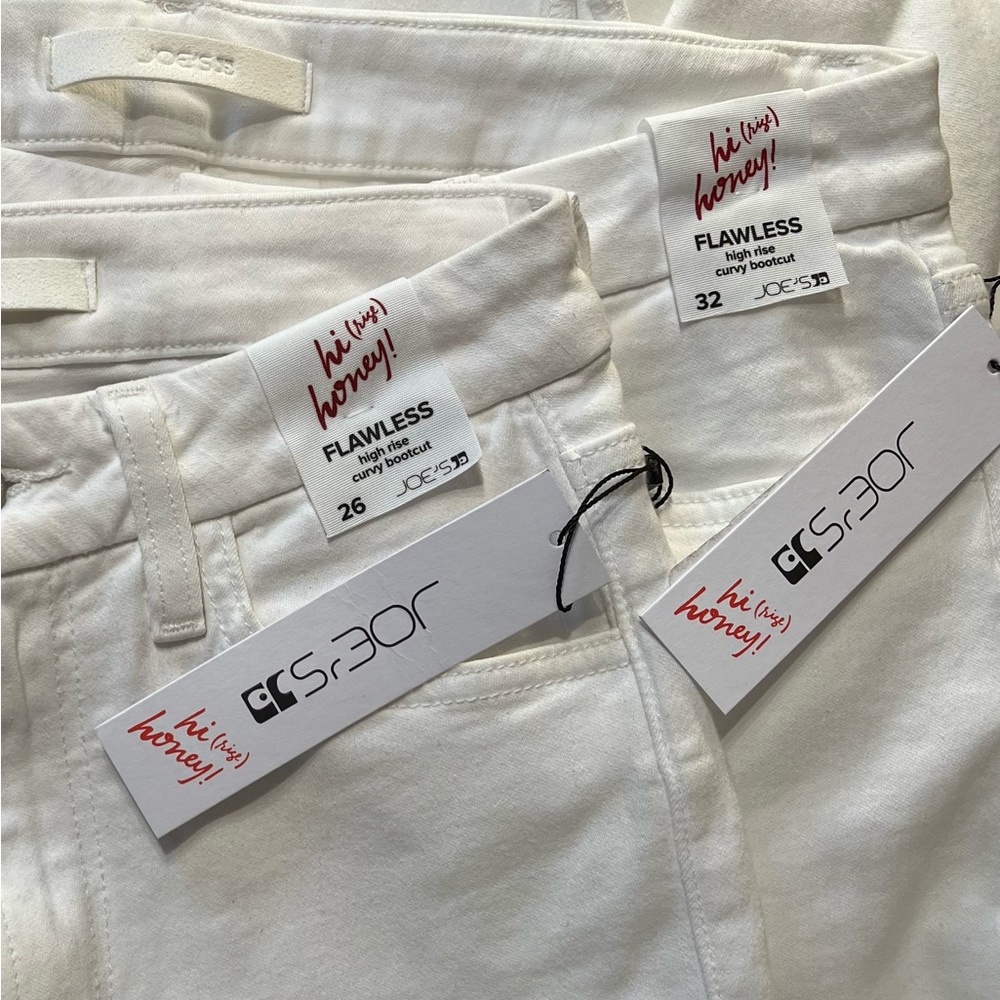 JOE'S
hi (rise)
honey!
FLAWLESS
high rise
curvy bootcut
32 JOE'S
hi (rise)
honey!
FLAWLESS
high rise
curvy bootcut
26 JOE'S
JOE'S
hi (rise)
honey!
JOE'S
hi (rise)
honey!